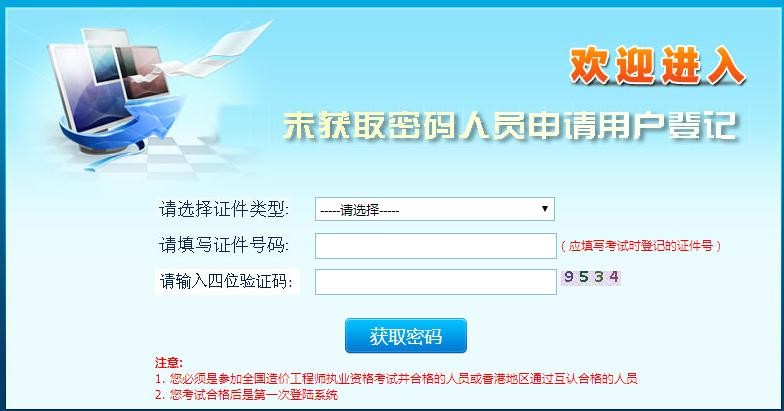 欢迎进入
未获取密码人员申请用户登记
请选择证件类型:
-----请选择-----
请填写证件号码:
（应填写考试时登记的证件号）
请输入四位验证码:
9534
获取密码
注意:
1. 您必须是参加全国造价工程师执业资格考试并合格的人员或香港地区通过互认合格的人员
2. 您考试合格后是第一次登陆系统